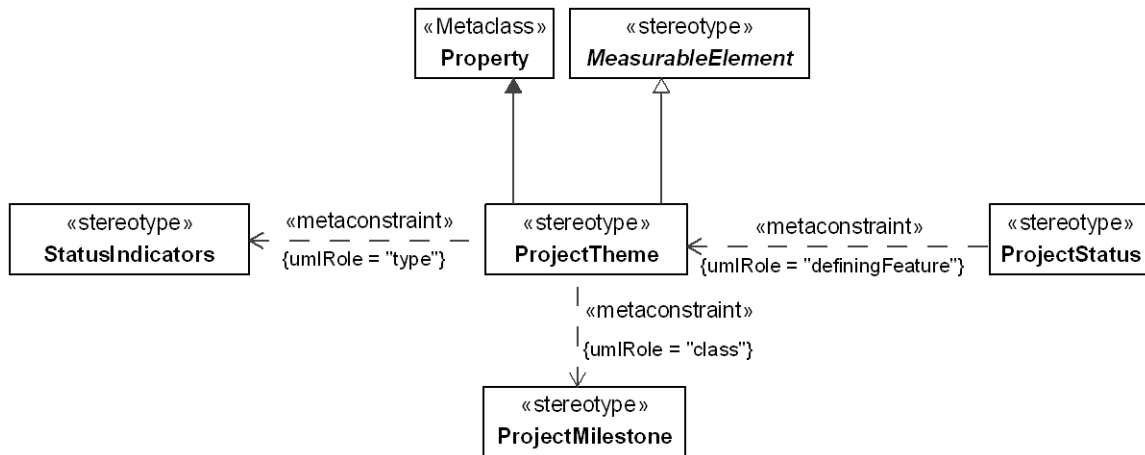 «Metaclass»
Property
«stereotype»
MeasurableElement
«stereotype»
StatusIndicators
«metaconstraint»
{umlRole = "type"}
«stereotype»
ProjectTheme
«metaconstraint»
{umlRole = "definingFeature"}
«stereotype»
ProjectStatus
«metaconstraint»
{umlRole = "class"}
«stereotype»
ProjectMilestone